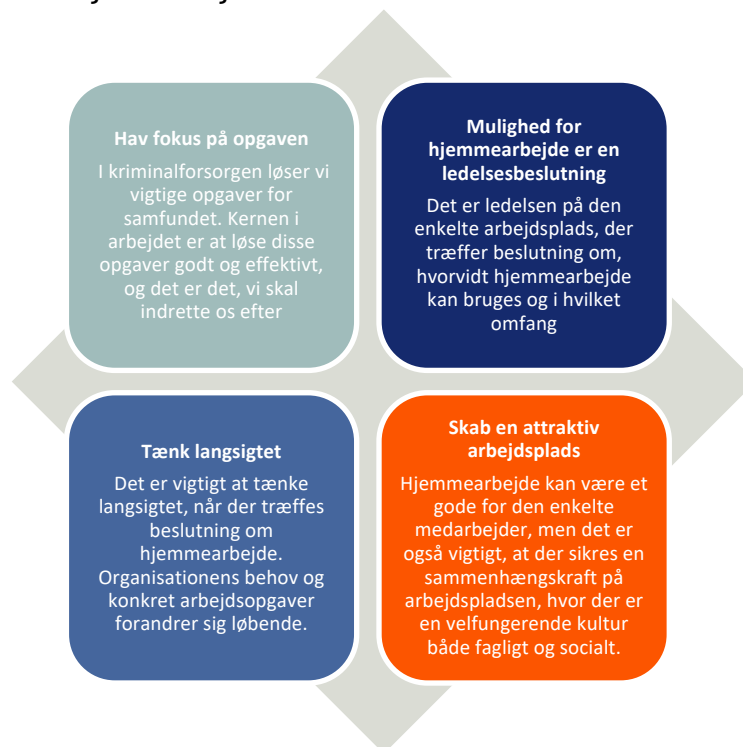 Hav fokus på opgaven
I kriminalforsorgen løser vi
vigtige opgaver for
samfundet. Kernen i
arbejdet er at løse disse
opgaver godt og effektivt,
og det er det, vi skal
indrette os efter
Mulighed for
hjemmearbejde er en
ledelsesbeslutning
Det er ledelsen på den
enkelte arbejdsplads, der
træffer beslutning om,
hvorvidt hjemmearbejde
kan bruges og i hvilket
omfang
Tænk langsigtet
Det er vigtigt at tænke
langsigtet, når der træffes
beslutning om
hjemmearbejde.
Organisationens behov og
konkret arbejdsopgaver
forandrer sig løbende.
Skab en attraktiv
arbejdsplads
Hjemmearbejde kan være et
gode for den enkelte
medarbejder, men det er
også vigtigt, at der sikres en
sammenhængskraft på
arbejdspladsen, hvor der er
en velfungerende kultur
både fagligt og socialt.